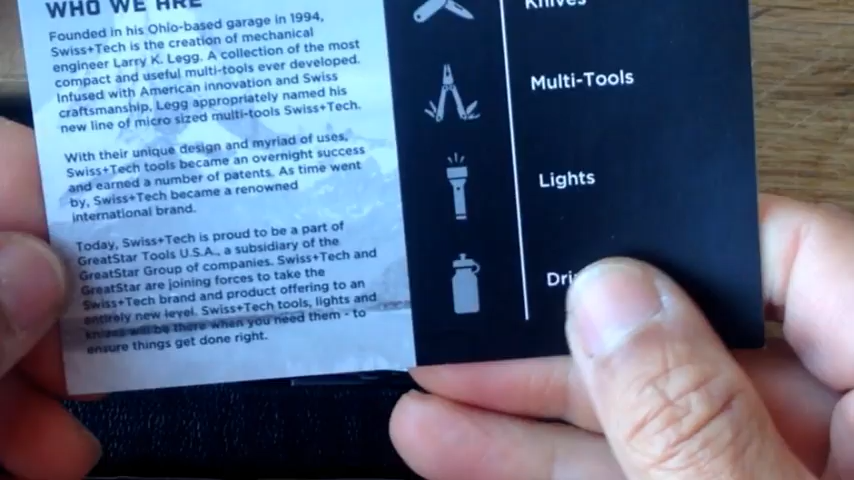 WHO WE ARE
Founded in his Ohio-based garage in 1994,
Swiss+Tech is the creation of mechanical
engineer Larry K. Legg. A collection of the most
compact and useful multi-tools ever developed.
Infused with American innovation and Swiss
craftsmanship, Legg appropriately named his
new line of micro sized multi-tools Swiss+Tech.
With their unique design and myriad of uses,
Swiss+Tech tools became an overnight success
and earned a number of patents. As time went
by, Swiss+Tech became a renowned
international brand.
Today, Swiss+Tech is proud to be a part of
GreatStar Tools U.S.A., a subsidiary of the
GreatStar Group of companies. Swiss+Tech and
GreatStar are joining forces to take the
Swiss+Tech brand and product offering to an
entirely new level. Swiss+Tech tools, lights and
knives will be there when you need them - to
ensure things get done right.
Knives
Multi-Tools
Lights